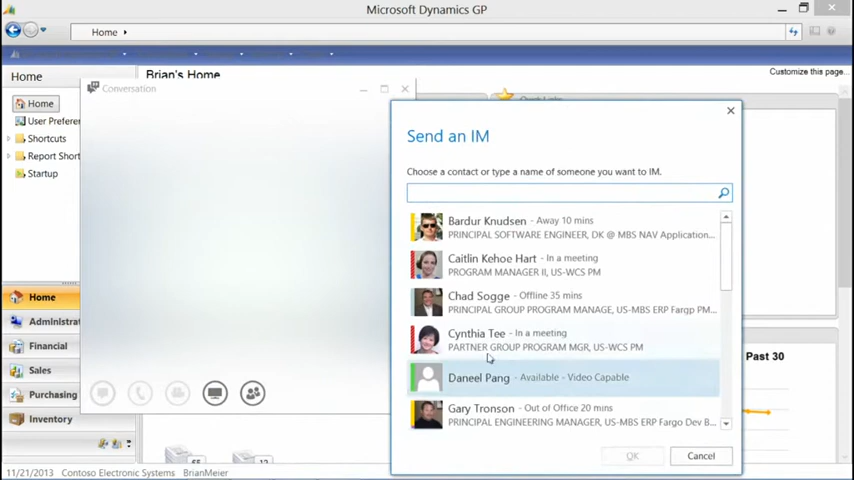 Microsoft Dynamics GP
Home
Home
Brian's Home
Customize this page...
Home
User Prefere
Shortcuts
Report Short
Startup
Conversation
Send an IM
Choose a contact or type a name of someone you want to IM.
Bardur Knudsen - Away 10 mins
PRINCIPAL SOFTWARE ENGINEER, DK @ MBS NAV Application...
Caitlin Kehoe Hart - In a meeting
PROGRAM MANAGER II, US-WCS PM
Chad Sogge - Offline 35 mins
PRINCIPAL GROUP PROGRAM MANAGE, US-MBS ERP Fargp PM...
Cynthia Tee - In a meeting
PARTNER GROUP PROGRAM MGR, US-WCS PM
Daneel Pang - Available - Video Capable
Gary Tronson - Out of Office 20 mins
PRINCIPAL ENGINEERING MANAGER, US-MBS ERP Fargo Dev B...
OK
Cancel
Home
Administrat
Financial
Sales
Purchasing
Inventory
Past 30
11/21/2013 Contoso Electronic Systems BrianMeier